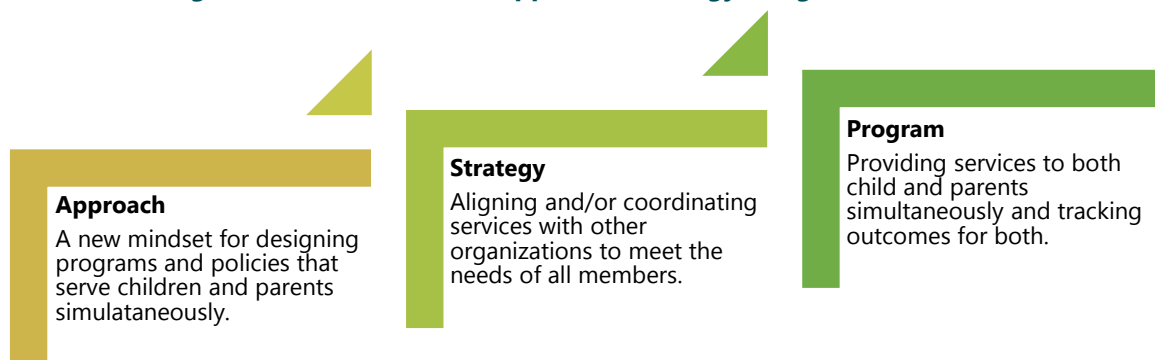 Approach
A new mindset for designing
programs and policies that
serve children and parents
simulataneously.
Strategy
Aligning and/or coordinating
services with other
organizations to meet the
needs of all members.
Program
Providing services to both
child and parents
simultaneously and tracking
outcomes for both.